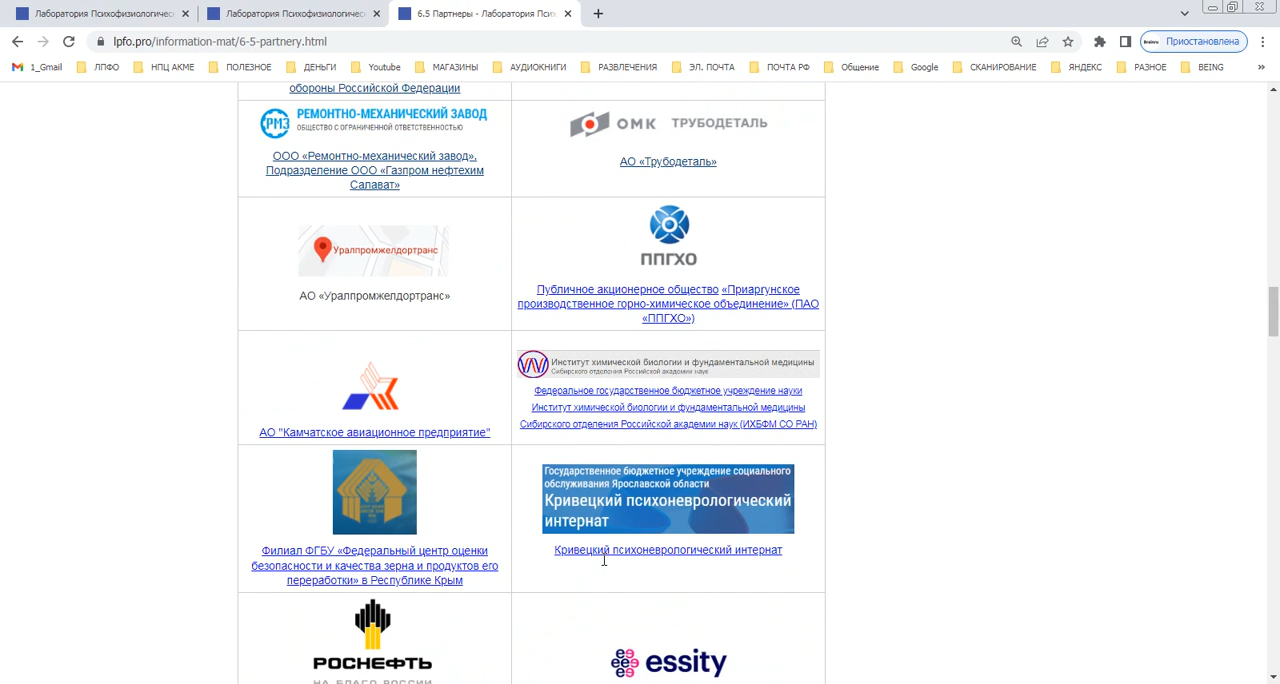 Лаборатория Психофизиологичес
Лаборатория Психофизиологичес
6.5 Партнеры - Лаборатория Псих
lpfo.pro/information-mat/6-5-partnery.html
Приостановлена
1_Gmail
ЛПФО
НПЦ АКМЕ
ПОЛЕЗНОЕ
ДЕНЬГИ
Youtube
МАГАЗИНЫ
АУДИОКНИГИ
РАЗВЛЕЧЕНИЯ
ЭЛ. ПОЧТА
ПОЧТА РФ
Общение
Google
СКАНИРОВАНИЕ
ЯНДЕКС
РАЗНОЕ
BEING
обороны Российской Федерации
РМЗ
РЕМОНТНО-МЕХАНИЧЕСКИЙ ЗАВОД
ОБЩЕСТВО С ОГРАНИЧЕННОЙ ОТВЕТСТВЕННОСТЬЮ
ООО «Ремонтно-механический завод»,
Подразделение ООО «Газпром нефтехим
Салават»
ОМК ТРУБОДЕТАЛЬ
АО «Трубодеталь»
Уралпромжелдортранс
АО «Уралпромжелдортранс»
ППГХО
Публичное акционерное общество «Приаргунское
производственное горно-химическое объединение» (ПАО
«ППГХО»)
АО "Камчатское авиационное предприятие"
Институт химической биологии и фундаментальной медицины
Сибирского отделения Российской академии наук
Федеральное государственное бюджетное учреждение науки
Институт химической биологии и фундаментальной медицины
Сибирского отделения Российской академии наук (ИХБФМ СО РАН)
Филиал ФГБУ «Федеральный центр оценки
безопасности и качества зерна и продуктов его
переработки» в Республике Крым
Государственное бюджетное учреждение социального
обслуживания Ярославской области
Кривецкий психоневрологический
интернат
Кривецкий психоневрологический интернат
РОСНЕФТЬ
НА БЛАГО РОССИИ
essity